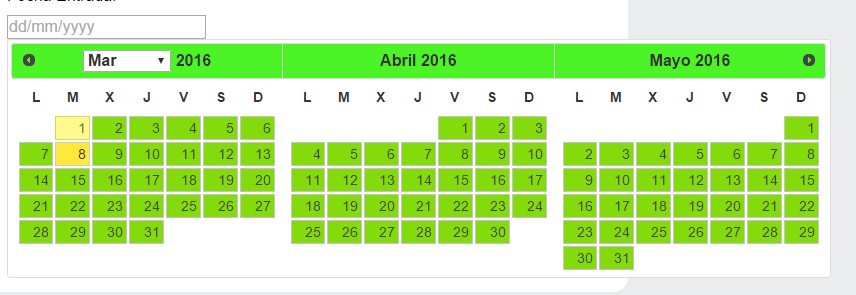 dd/mm/yyyy
Mar 2016
L M X J V S D
1 2 3 4 5 6
7 8 9 10 11 12 13
14 15 16 17 18 19 20
21 22 23 24 25 26 27
28 29 30 31
Abril 2016
L M X J V S D
1 2 3
4 5 6 7 8 9 10
11 12 13 14 15 16 17
18 19 20 21 22 23 24
25 26 27 28 29 30
Mayo 2016
L M X J V S D
1
2 3 4 5 6 7 8
9 10 11 12 13 14 15
16 17 18 19 20 21 22
23 24 25 26 27 28 29
30 31